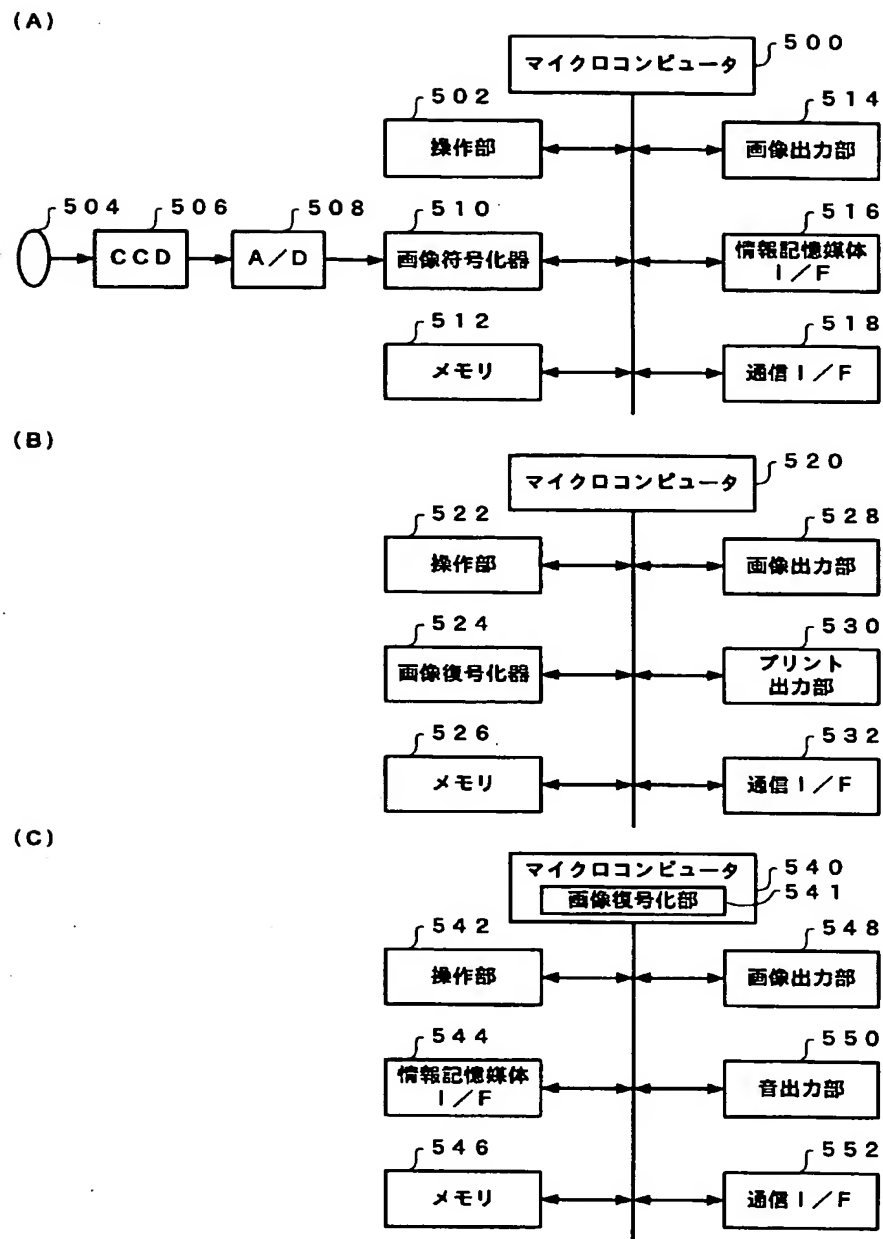 (A)
マイクロコンピュータ
500
502
操作部
514
画像出力部
504
506
CCD
508
A/D
510
画像符号化器
516
情報記憶媒体
I/F
512
メモリ
518
通信I/F
(B)
マイクロコンピュータ
520
522
操作部
528
画像出力部
524
画像復号化器
530
プリント
出力部
526
メモリ
532
通信I/F
(C)
マイクロコンピュータ
540
画像復号化部
541
542
操作部
548
画像出力部
544
情報記憶媒体
I/F
550
音出力部
546
メモリ
552
通信I/F